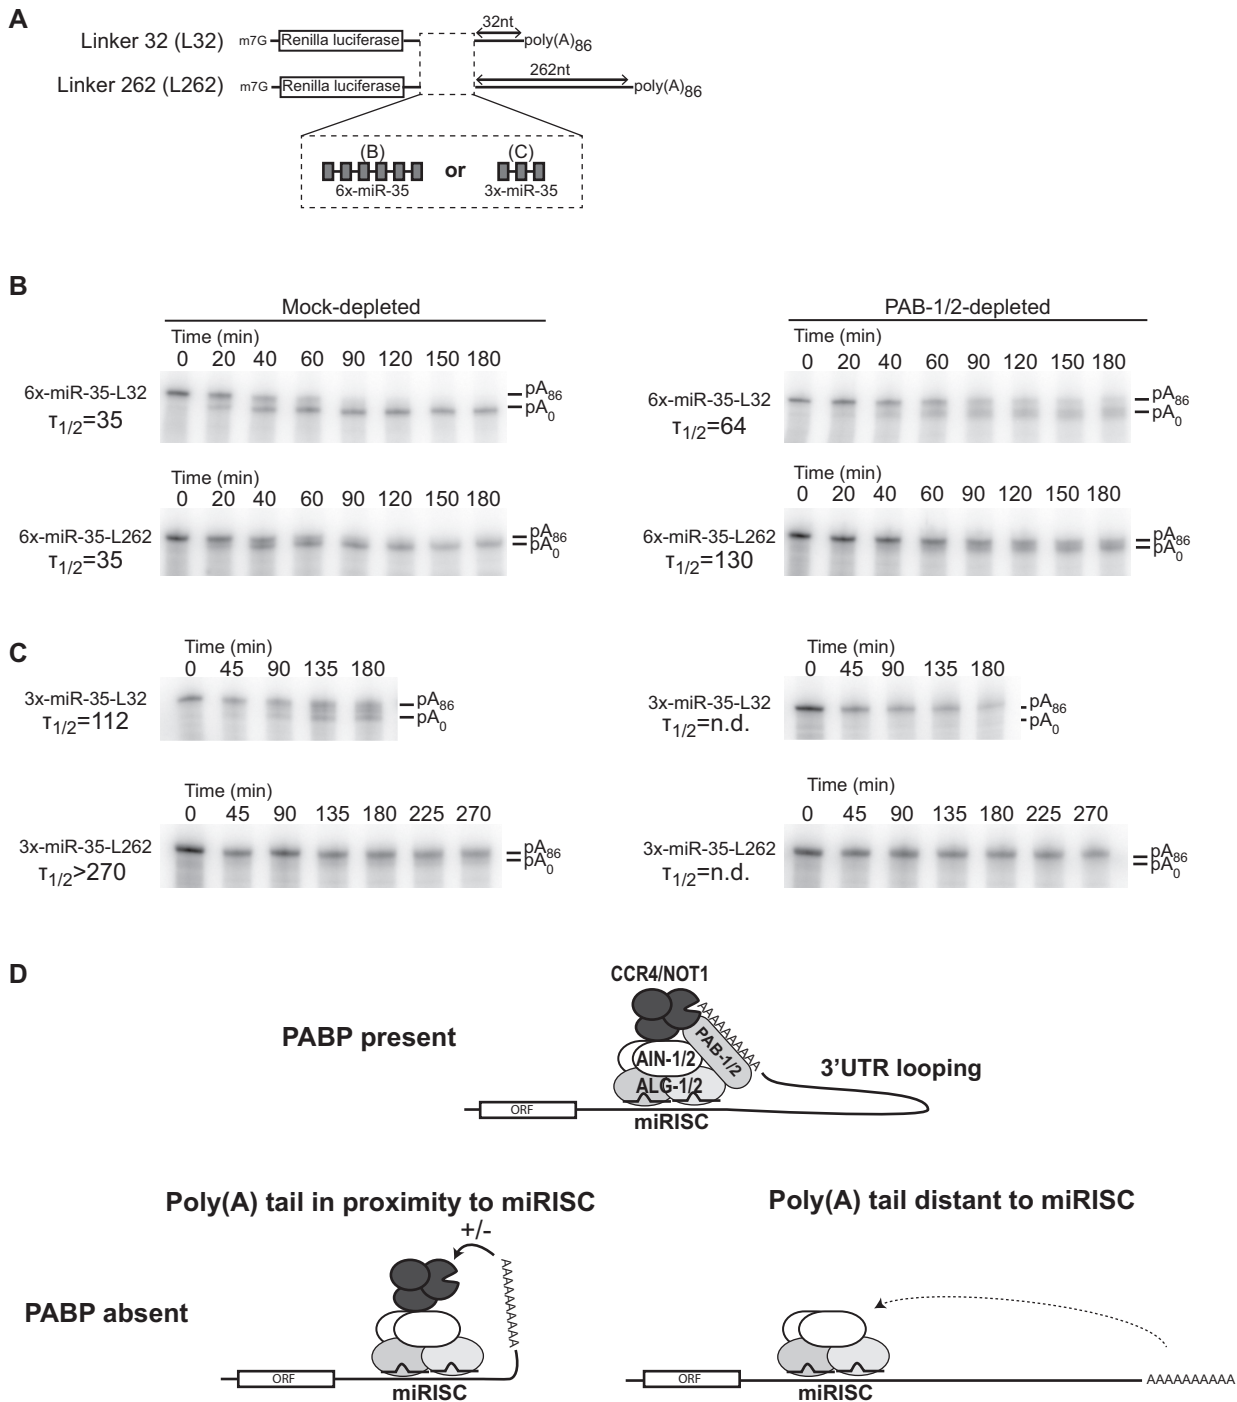 A
Linker 32 (L32) m7G Renilla luciferase 32nt poly(A)86
Linker 262 (L262) m7G Renilla luciferase 262nt poly(A)86
(B) or (C)
6x-miR-35 3x-miR-35
B
Mock-depleted
Time (min)
0 20 40 60 90 120 150 180
6x-miR-35-L32
τ1/2=35
pA86
pA0
Time (min)
0 20 40 60 90 120 150 180
6x-miR-35-L262
τ1/2=35
pA86
pA0
PAB-1/2-depleted
Time (min)
0 20 40 60 90 120 150 180
6x-miR-35-L32
τ1/2=64
pA86
pA0
Time (min)
0 20 40 60 90 120 150 180
6x-miR-35-L262
τ1/2=130
pA86
pA0
C
Time (min)
0 45 90 135 180
3x-miR-35-L32
τ1/2=112
pA86
pA0
Time (min)
0 45 90 135 180 225 270
3x-miR-35-L262
τ1/2>270
pA86
pA0
Time (min)
0 45 90 135 180
3x-miR-35-L32
τ1/2=n.d.
pA86
pA0
Time (min)
0 45 90 135 180 225 270
3x-miR-35-L262
τ1/2=n.d.
pA86
pA0
D
CCR4/NOT1
PABP present
AAAAAAAAAA
PAB-1/2
AIN-1/2
ALG-1/2
3'UTR looping
ORF
miRISC
Poly(A) tail in proximity to miRISC
Poly(A) tail distant to miRISC
+/-
AAAAAAAAAA
PABP absent
ORF
miRISC
ORF
miRISC
AAAAAAAAAA